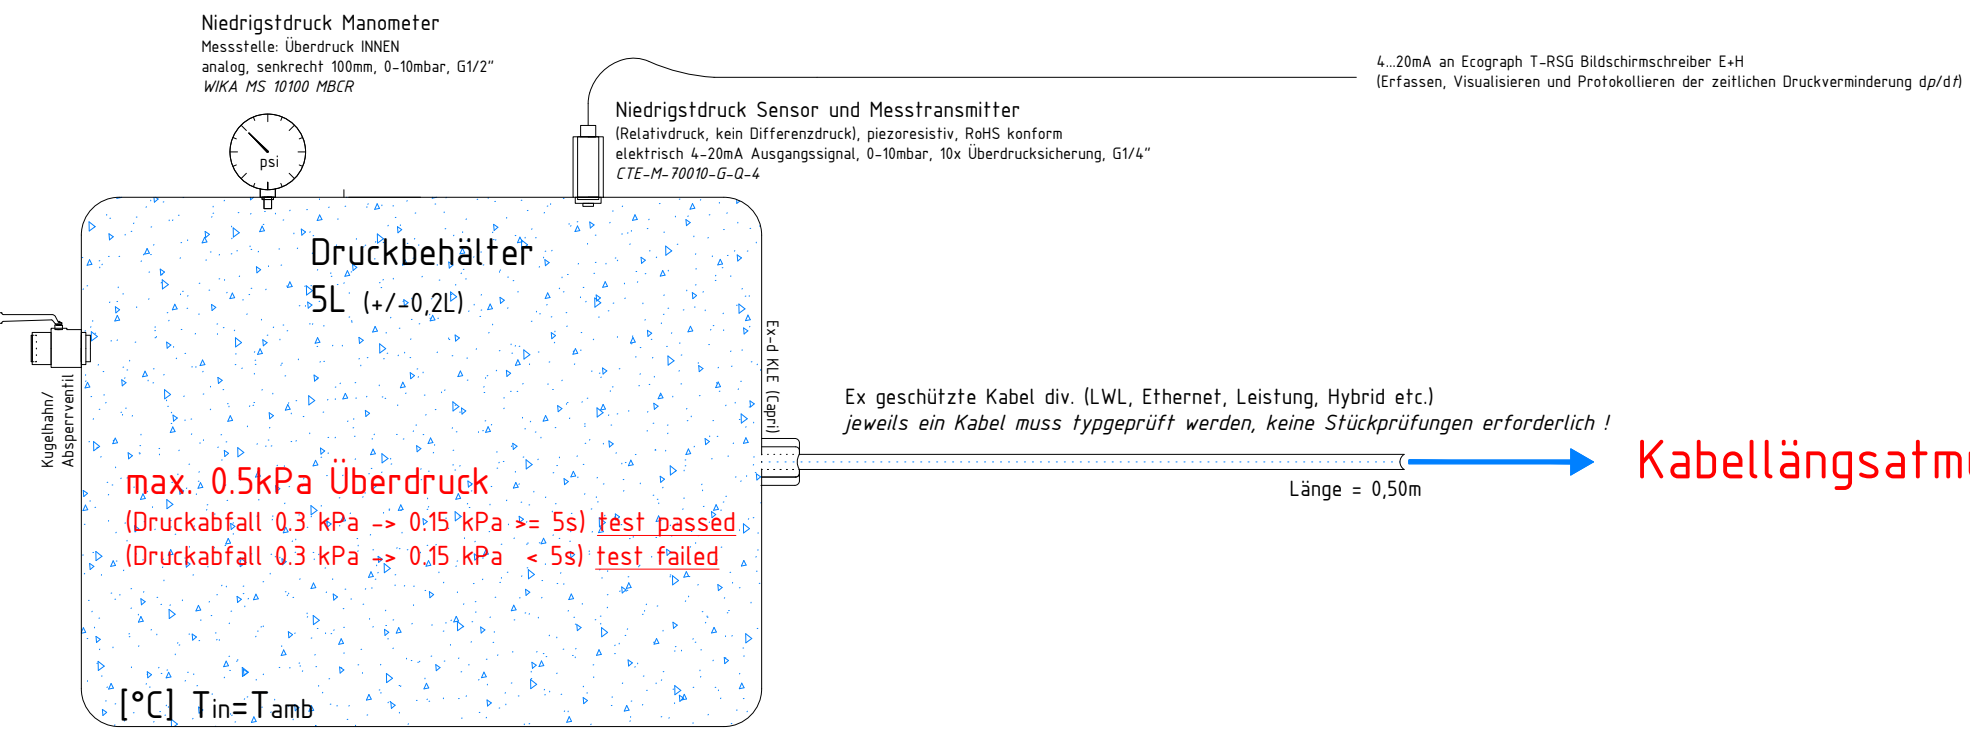 Niedrigstdruck Manometer
Messstelle: Überdruck INNEN
analog, senkrecht 100mm, 0-10mbar, G1/2"
WIKA MS 10100 MBCR
psi
4...20mA an Ecograph T-RSG Bildschirmschreiber E+H
(Erfassen, Visualisieren und Protokollieren der zeitlichen Druckverminderung dp/dt)
Niedrigstdruck Sensor und Messtransmitter
(Relativdruck, kein Differenzdruck), piezoresistiv, RoHS konform
elektrisch 4-20mA Ausgangssignal, 0-10mbar, 10x Überdrucksicherung, G1/4"
CTE-M-70010-G-Q-4
Druckbehälter
5L (+/-0,2L)
Kugelhahn/
Absperventil
Ex-d KLE (Capri)
Ex geschützte Kabel div. (LWL, Ethernet, Leistung, Hybrid etc.)
jeweils ein Kabel muss typgeprüft werden, keine Stückprüfungen erforderlich !
Kabellängsatmu
Länge = 0,50m
max. 0.5kPa Überdruck
(Druckabfall 0.3 kPa -> 0.15 kPa >= 5s) test passed
(Druckabfall 0.3 kPa -> 0.15 kPa < 5s) test failed
[°C] Tin=Tamb